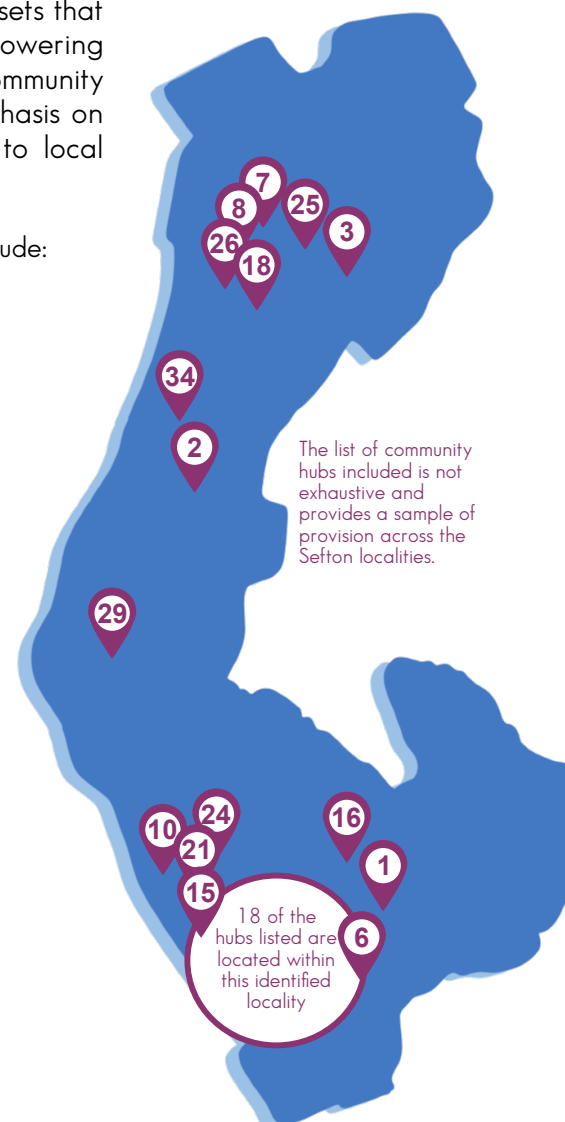 sets that
owering
ommunity
hasis on
to local
ude:
7
8
25
3
26
18
34
2
The list of community
hubs included is not
exhaustive and
provides a sample of
provision across the
Sefton localities.
29
24
10
16
21
1
15
18 of the
hubs listed are
located within
this identified
locality
6